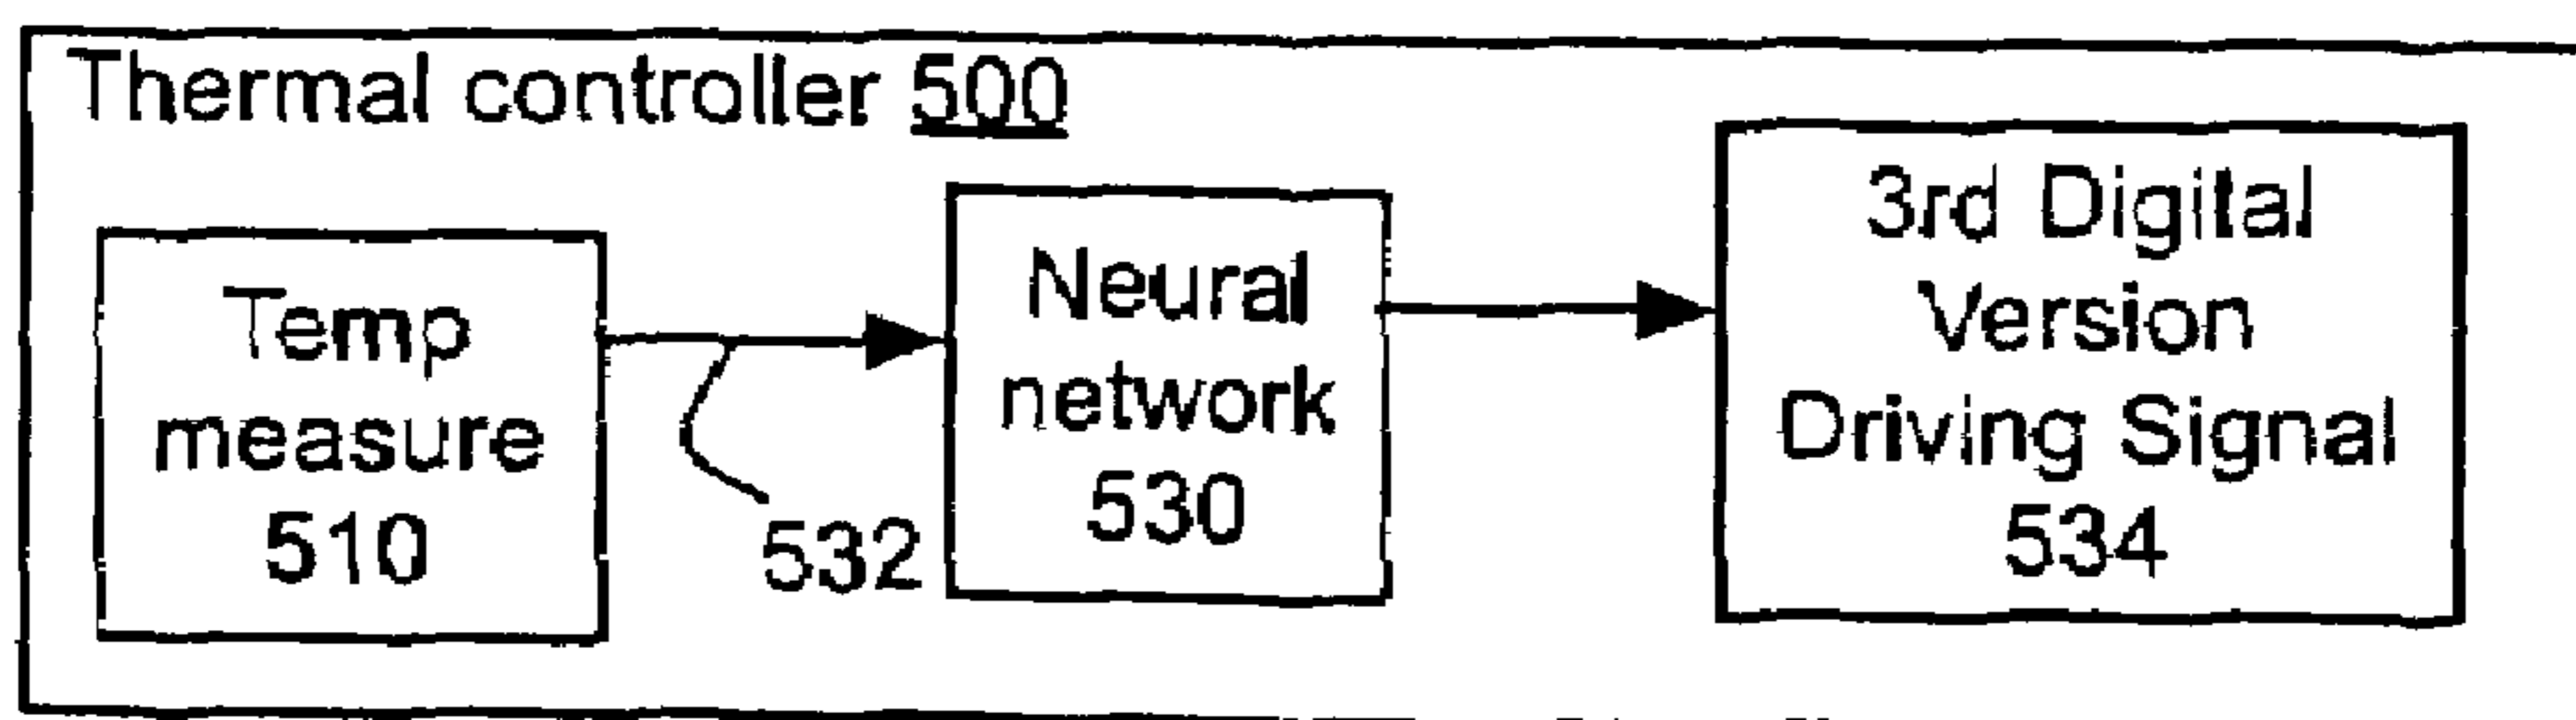 Thermal controller 500
Temp
measure
510
532
Neural
network
530
3rd Digital
Version
Driving Signal
534